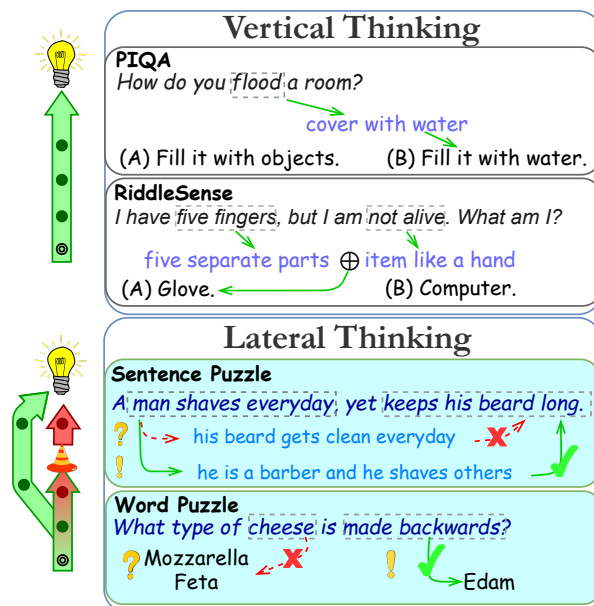 Vertical Thinking
PIQA
How do you flood a room?
cover with water
(A) Fill it with objects. (B) Fill it with water.
RiddleSense
I have five fingers, but I am not alive. What am I?
five separate parts ⊕ item like a hand
(A) Glove. (B) Computer.
Lateral Thinking
Sentence Puzzle
A man shaves everyday, yet keeps his beard long.
? his beard gets clean everyday X
! he is a barber and he shaves others
Word Puzzle
What type of cheese is made backwards?
? Mozzarella X !
Feta Edam